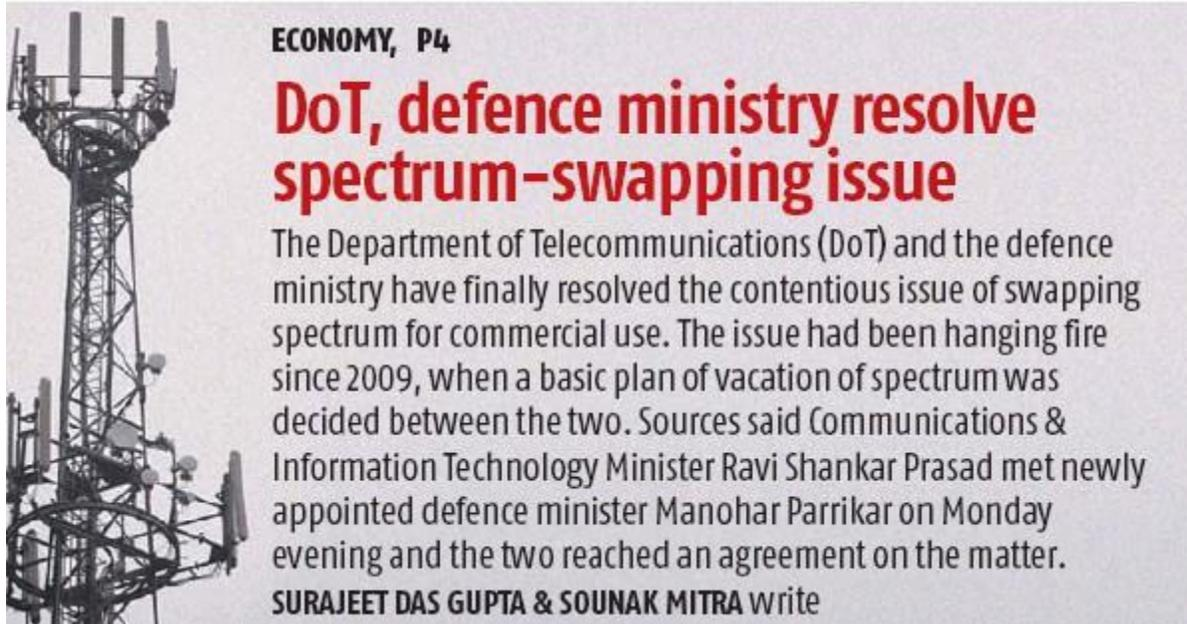 ECONOMY, P4
DoT, defence ministry resolve
spectrum-swapping issue
The Department of Telecommunications (DoT) and the defence
ministry have finally resolved the contentious issue of swapping
spectrum for commercial use. The issue had been hanging fire
since 2009, when a basic plan of vacation of spectrum was
decided between the two. Sources said Communications &
Information Technology Minister Ravi Shankar Prasad met newly
appointed defence minister Manohar Parrikar on Monday
evening and the two reached an agreement on the matter.
SURAJEET DAS GUPTA & SOUNAK MITRA write